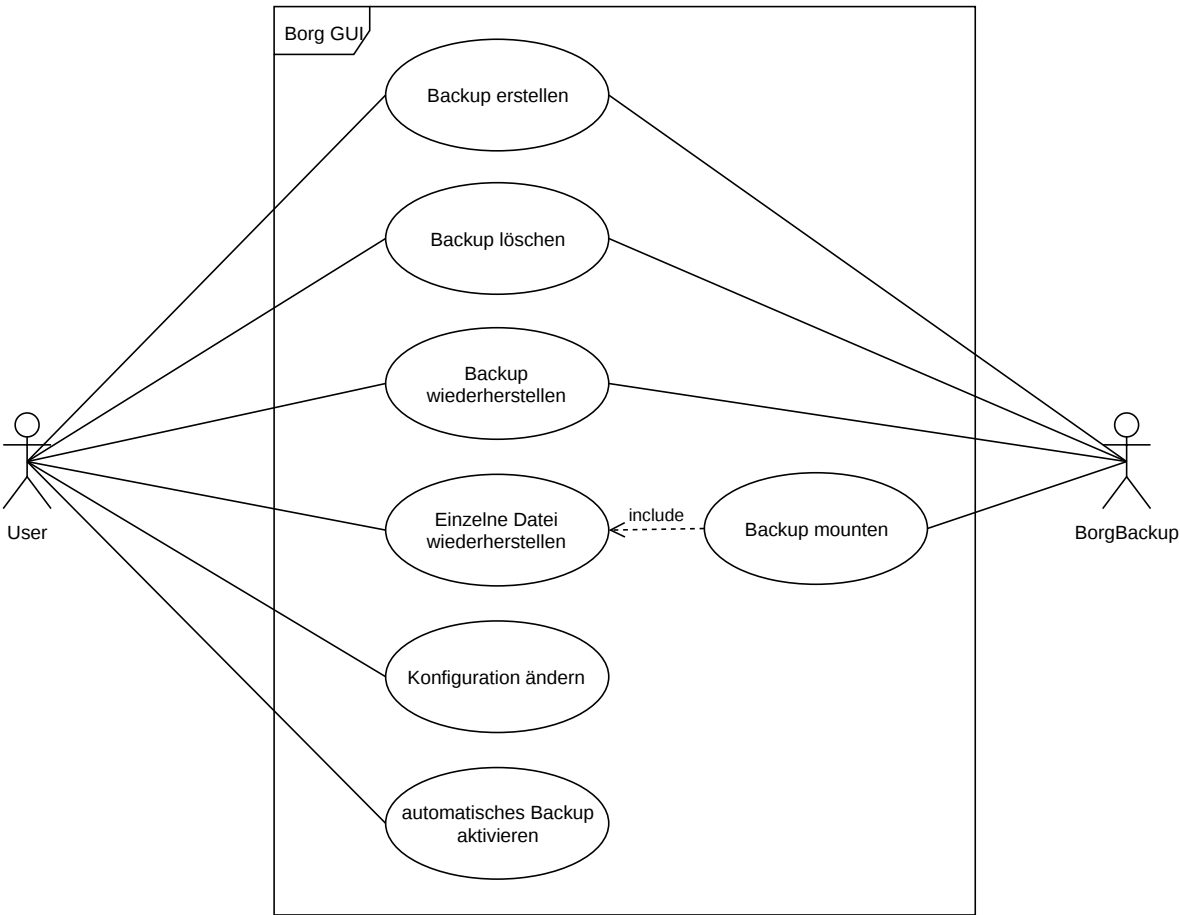 Borg GUI
Backup erstellen
Backup löschen
Backup
wiederherstellen
Einzelne Datei
wiederherstellen
include
Backup mounten
User
BorgBackup
Konfiguration ändern
automatisches Backup
aktivieren